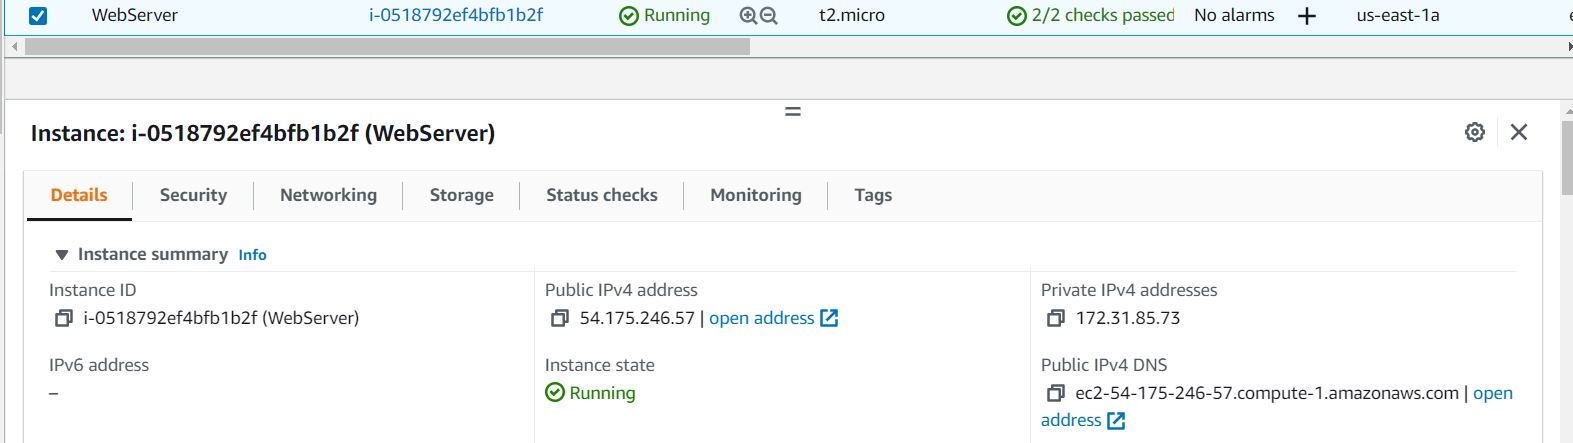 WebServer i-0518792ef4bfb1b2f Running t2.micro 2/2 checks passed No alarms + us-east-1a
Instance: i-0518792ef4bfb1b2f (WebServer)
Details Security Networking Storage Status checks Monitoring Tags
Instance summary Info
Instance ID Public IPv4 address Private IPv4 addresses
i-0518792ef4bfb1b2f (WebServer) 54.175.246.57 | open address 172.31.85.73
IPv6 address Instance state Public IPv4 DNS
– Running ec2-54-175-246-57.compute-1.amazonaws.com | open
address